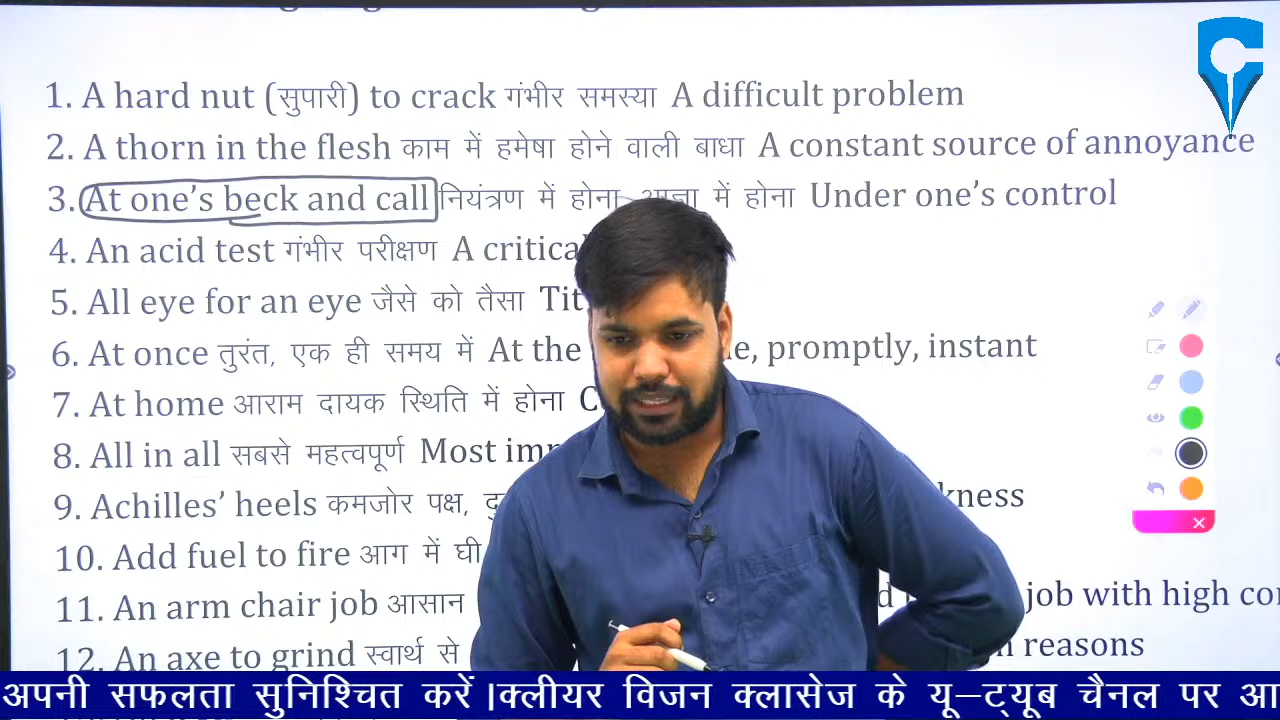 1. A hard nut (सुपारी) to crack गंभीर समस्या A difficult problem
2. A thorn in the flesh काम में हमेषा होने वाली बाधा A constant source of annoyance
3. At one's beck and call नियंत्रण में होना आज्ञा में होना Under one's control
4. An acid test गंभीर परीक्षण A critical
5. All eye for an eye जैसे को तैसा Tit
6. At once तुरंत, एक ही समय में At the promptly, instant
7. At home आराम दायक स्थिति में होना
8. All in all सबसे महत्वपूर्ण Most
9. Achilles' heels कमजोर पक्ष,
10. Add fuel to fire आग में घी
11. An arm chair job आसान job with high
12. An axe to grind स्वार्थ से reasons
अपनी सफलता सुनिश्चित करें ।क्लीयर विजन क्लासेज के यू–ट्यूब चैनल पर आ